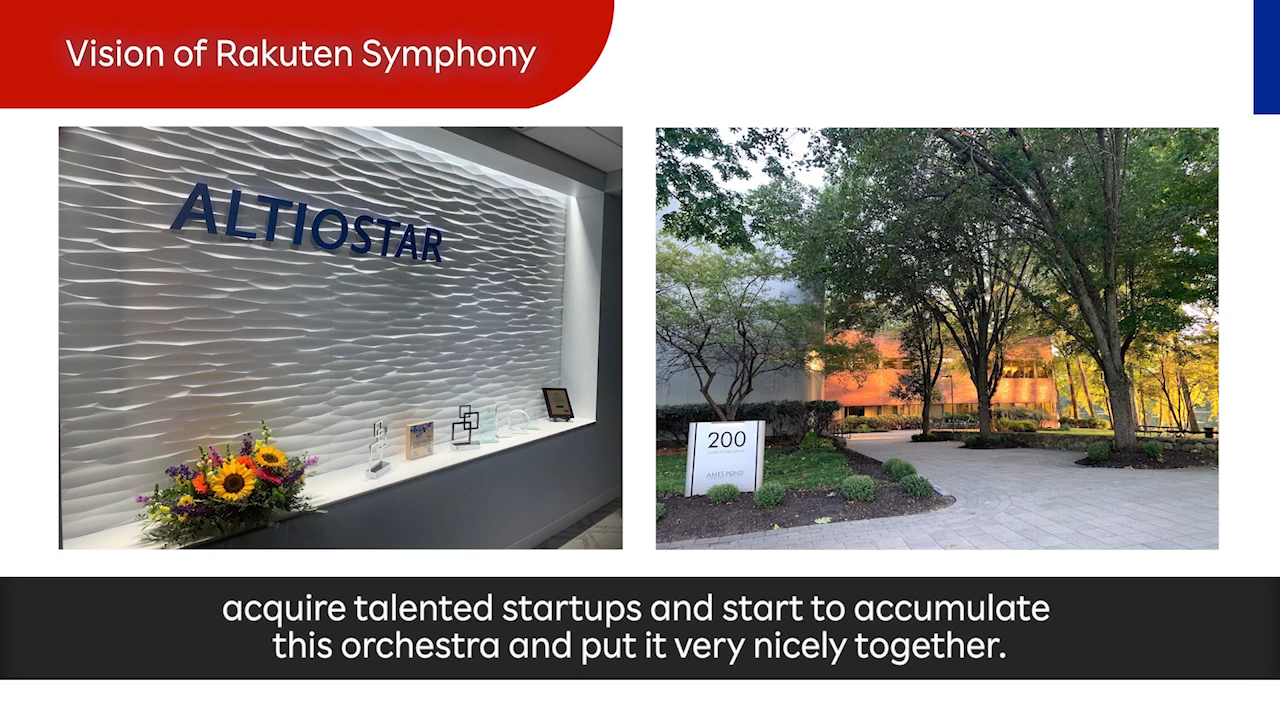 Vision of Rakuten Symphony
ALTIOSTAR
200
AMES POND
acquire talented startups and start to accumulate
this orchestra and put it very nicely together.